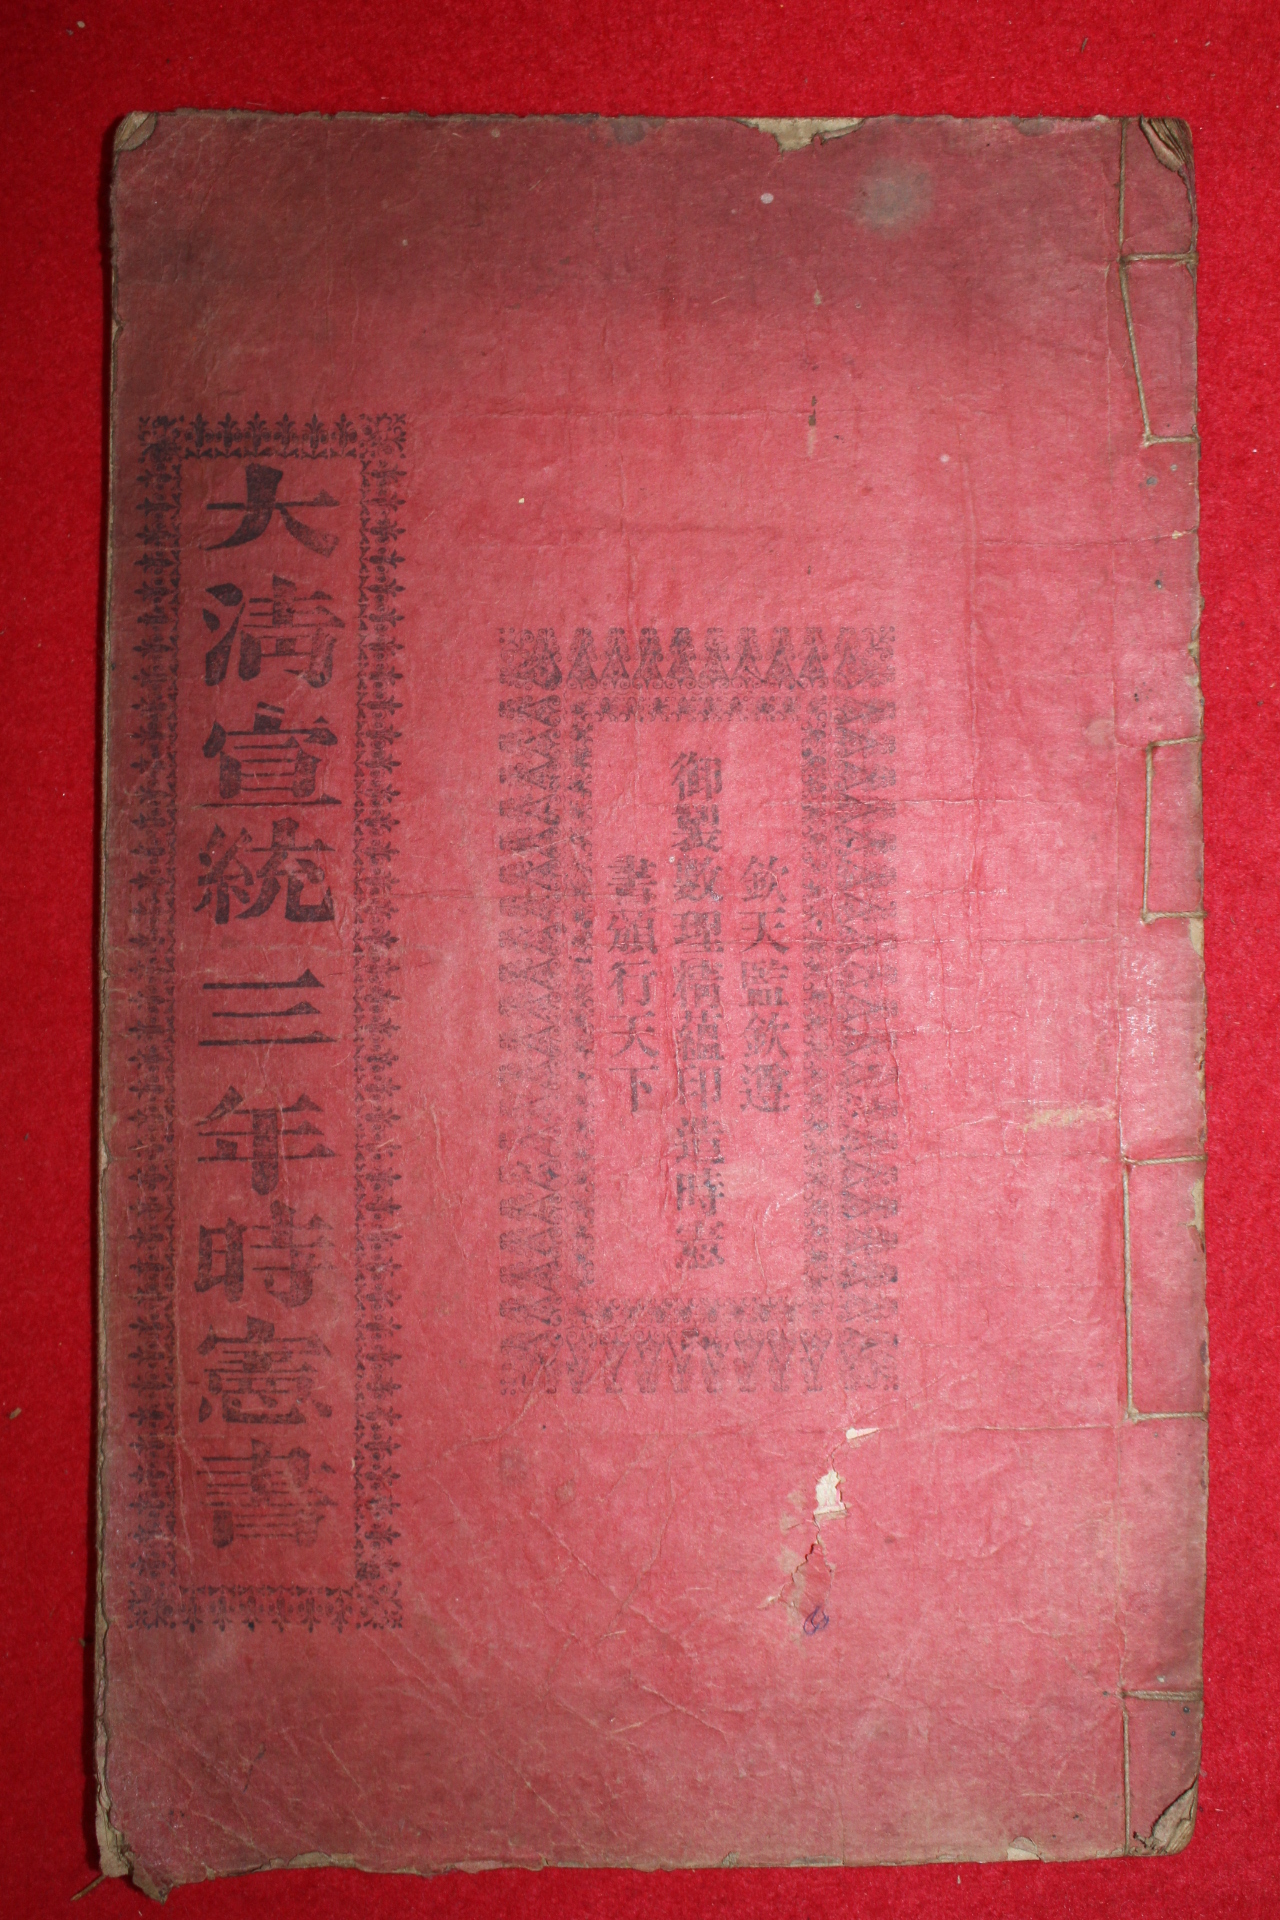 欽天監欽遵
御製數理精蘊印造時憲
書頒行天下
大清宣統三年時憲書